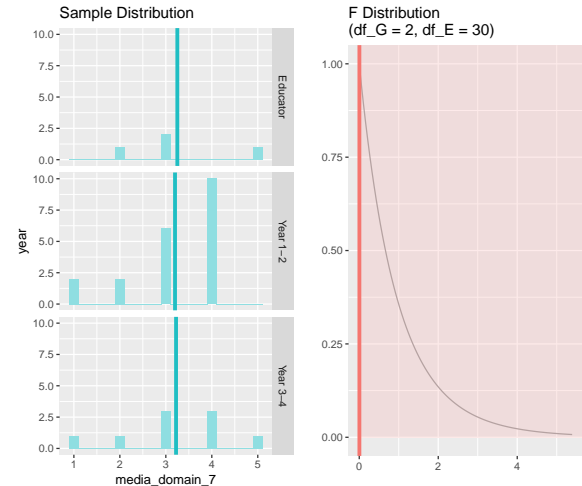 Sample Distribution
10.0
7.5
5.0
2.5
0.0
Educator
10.0
7.5
5.0
2.5
0.0
Year 1−2
10.0
7.5
5.0
2.5
0.0
Year 3−4
year
1 2 3 4 5
media_domain_7
F Distribution
(df_G = 2, df_E = 30)
1.00
0.75
0.50
0.25
0.00
0 2 4